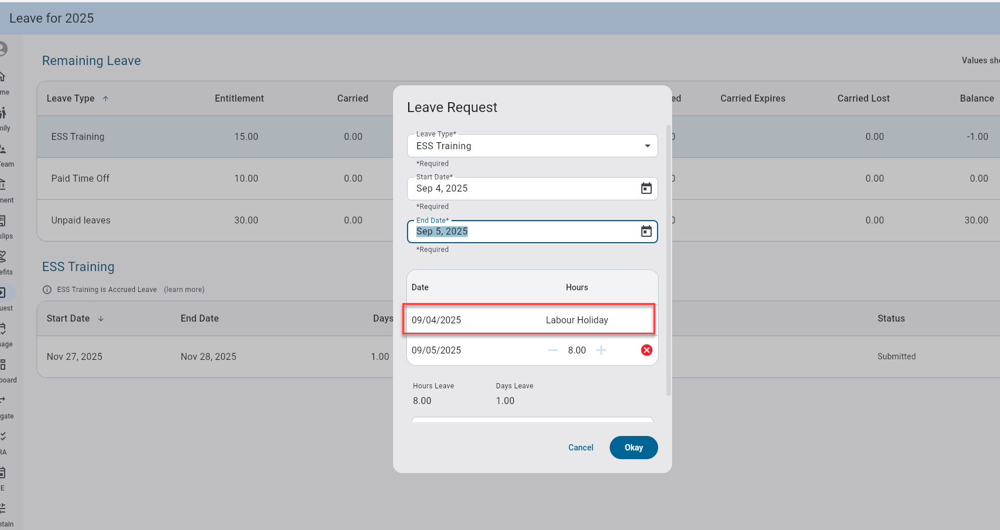 Leave for 2025
Remaining Leave
Values sh
Leave Type Entitlement Carried ed Carried Expires Carried Lost Balance
ESS Training 15.00 0.00 0 0.00 -1.00
Paid Time Off 10.00 0.00 0 0.00 0.00
Unpaid leaves 30.00 0.00 0 0.00 30.00
ESS Training
ESS Training is Accrued Leave (learn more)
Start Date End Date Days Status
Nov 27, 2025 Nov 28, 2025 1.00 Submitted
me
mily
Team
ment
slips
efits
uest
nage
board
gate
RA
E
ntain
Leave Request
Leave Type*
ESS Training
*Required
Start Date*
Sep 4, 2025
*Required
End Date*
Sep 5, 2025
*Required
Date Hours
09/04/2025 Labour Holiday
09/05/2025 8.00
Hours Leave Days Leave
8.00 1.00
Cancel Okay